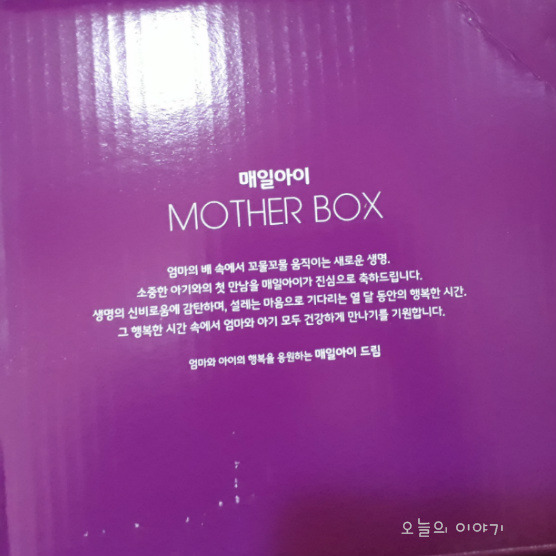 매일아이
MOTHER BOX
엄마의 배 속에서 꼬물꼬물 움직이는 새로운 생명.
소중한 아기와의 첫 만남을 매일아이가 진심으로 축하드립니다.
생명의 신비로움에 감탄하며, 설레는 마음으로 기다리는 열 달 동안의 행복한 시간.
그 행복한 시간 속에서 엄마와 아기 모두 건강하게 만나기를 기원합니다.
엄마와 아이의 행복을 응원하는 매일아이 드림
오늘의 이야기